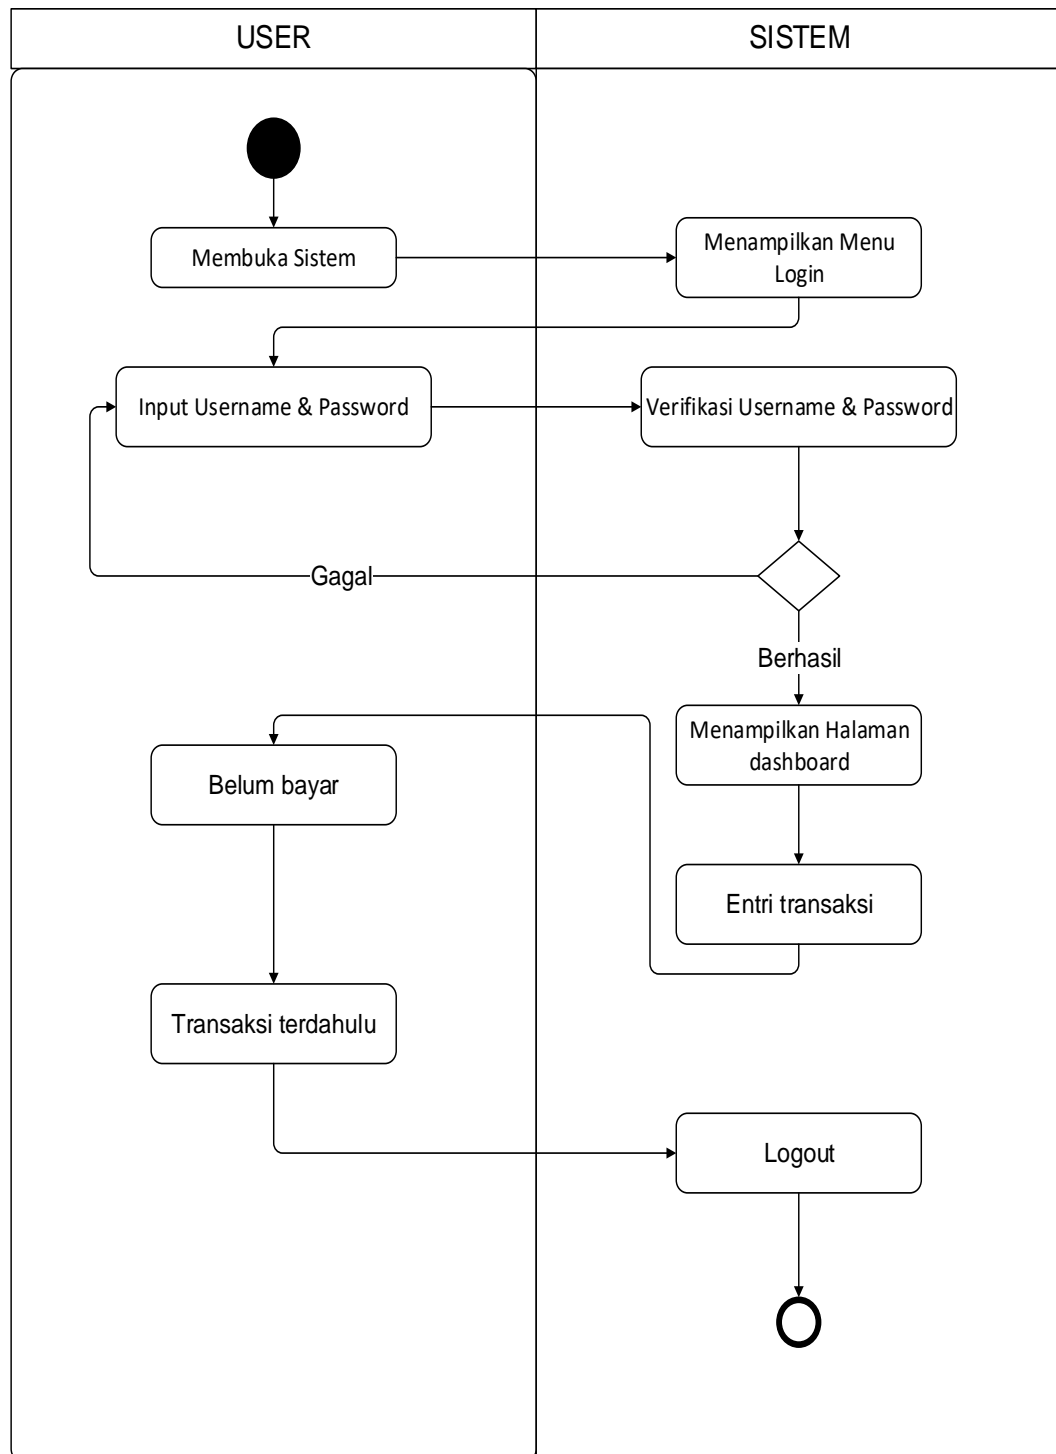 USER
SISTEM
Membuka Sistem
Menampilkan Menu
Login
Input Username & Password
Verifikasi Username & Password
Gagal
Berhasil
Menampilkan Halaman
dashboard
Belum bayar
Entri transaksi
Transaksi terdahulu
Logout